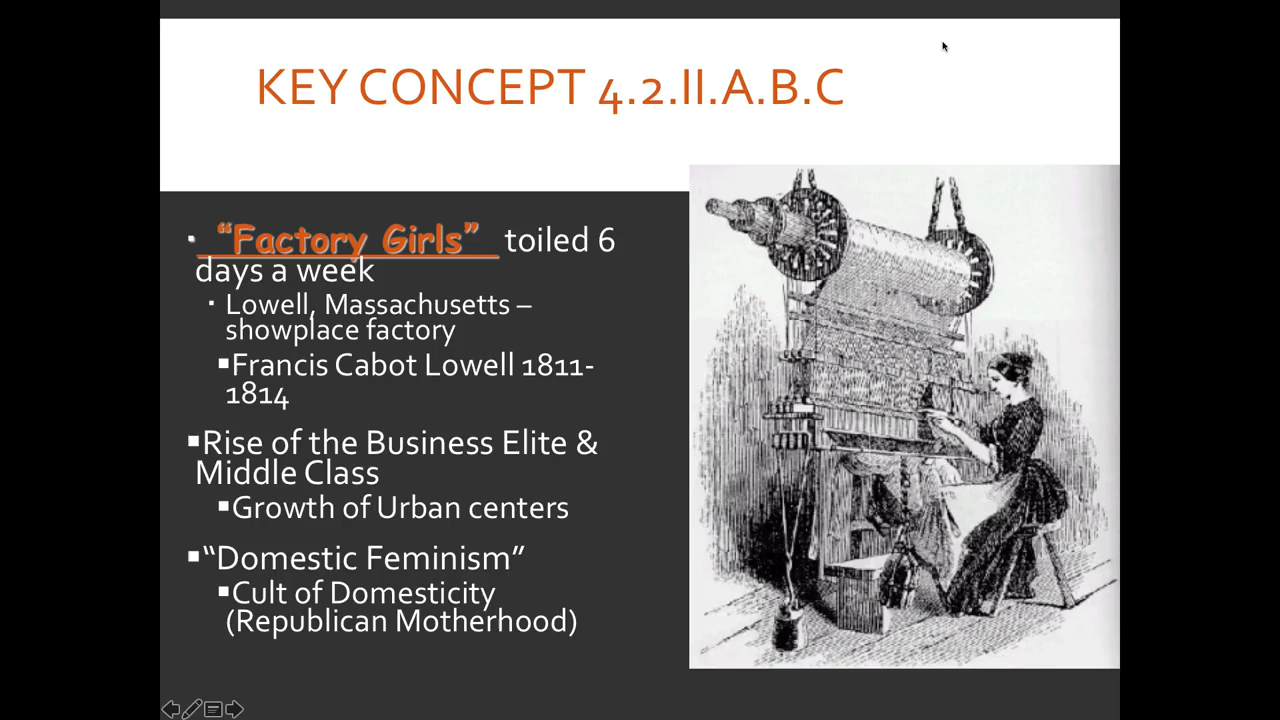 KEY CONCEPT 4.2.II.A.B.C
▪ “Factory Girls” toiled 6
days a week
▪ Lowell, Massachusetts –
showplace factory
▪Francis Cabot Lowell 1811-
1814
▪Rise of the Business Elite &
Middle Class
▪Growth of Urban centers
▪“Domestic Feminism”
▪Cult of Domesticity
(Republican Motherhood)